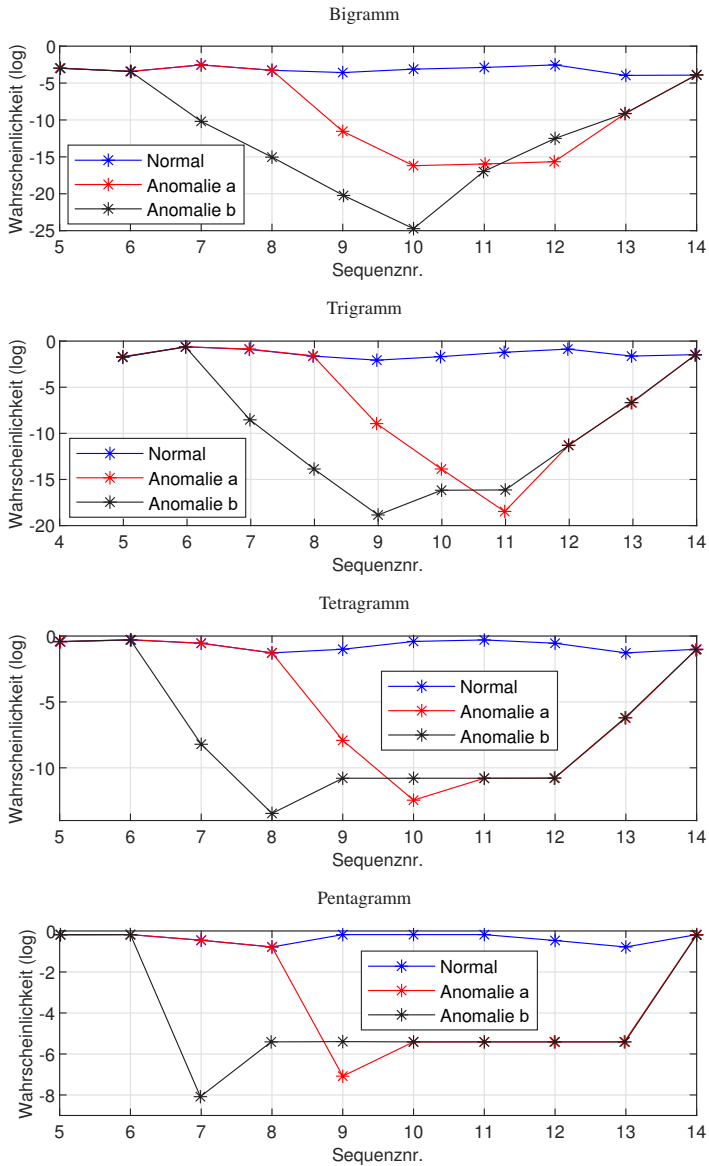 Bigramm
Wahrscheinlichkeit (log)
0
-5
-10
-15
-20
-25
Normal
Anomalie a
Anomalie b
5 6 7 8 9 10 11 12 13 14
Sequenznr.
Trigramm
Wahrscheinlichkeit (log)
0
-5
-10
-15
-20
Normal
Anomalie a
Anomalie b
4 5 6 7 8 9 10 11 12 13 14
Sequenznr.
Tetragramm
Wahrscheinlichkeit (log)
0
-5
-10
Normal
Anomalie a
Anomalie b
5 6 7 8 9 10 11 12 13 14
Sequenznr.
Pentagramm
Wahrscheinlichkeit (log)
0
-2
-4
-6
-8
Normal
Anomalie a
Anomalie b
5 6 7 8 9 10 11 12 13 14
Sequenznr.